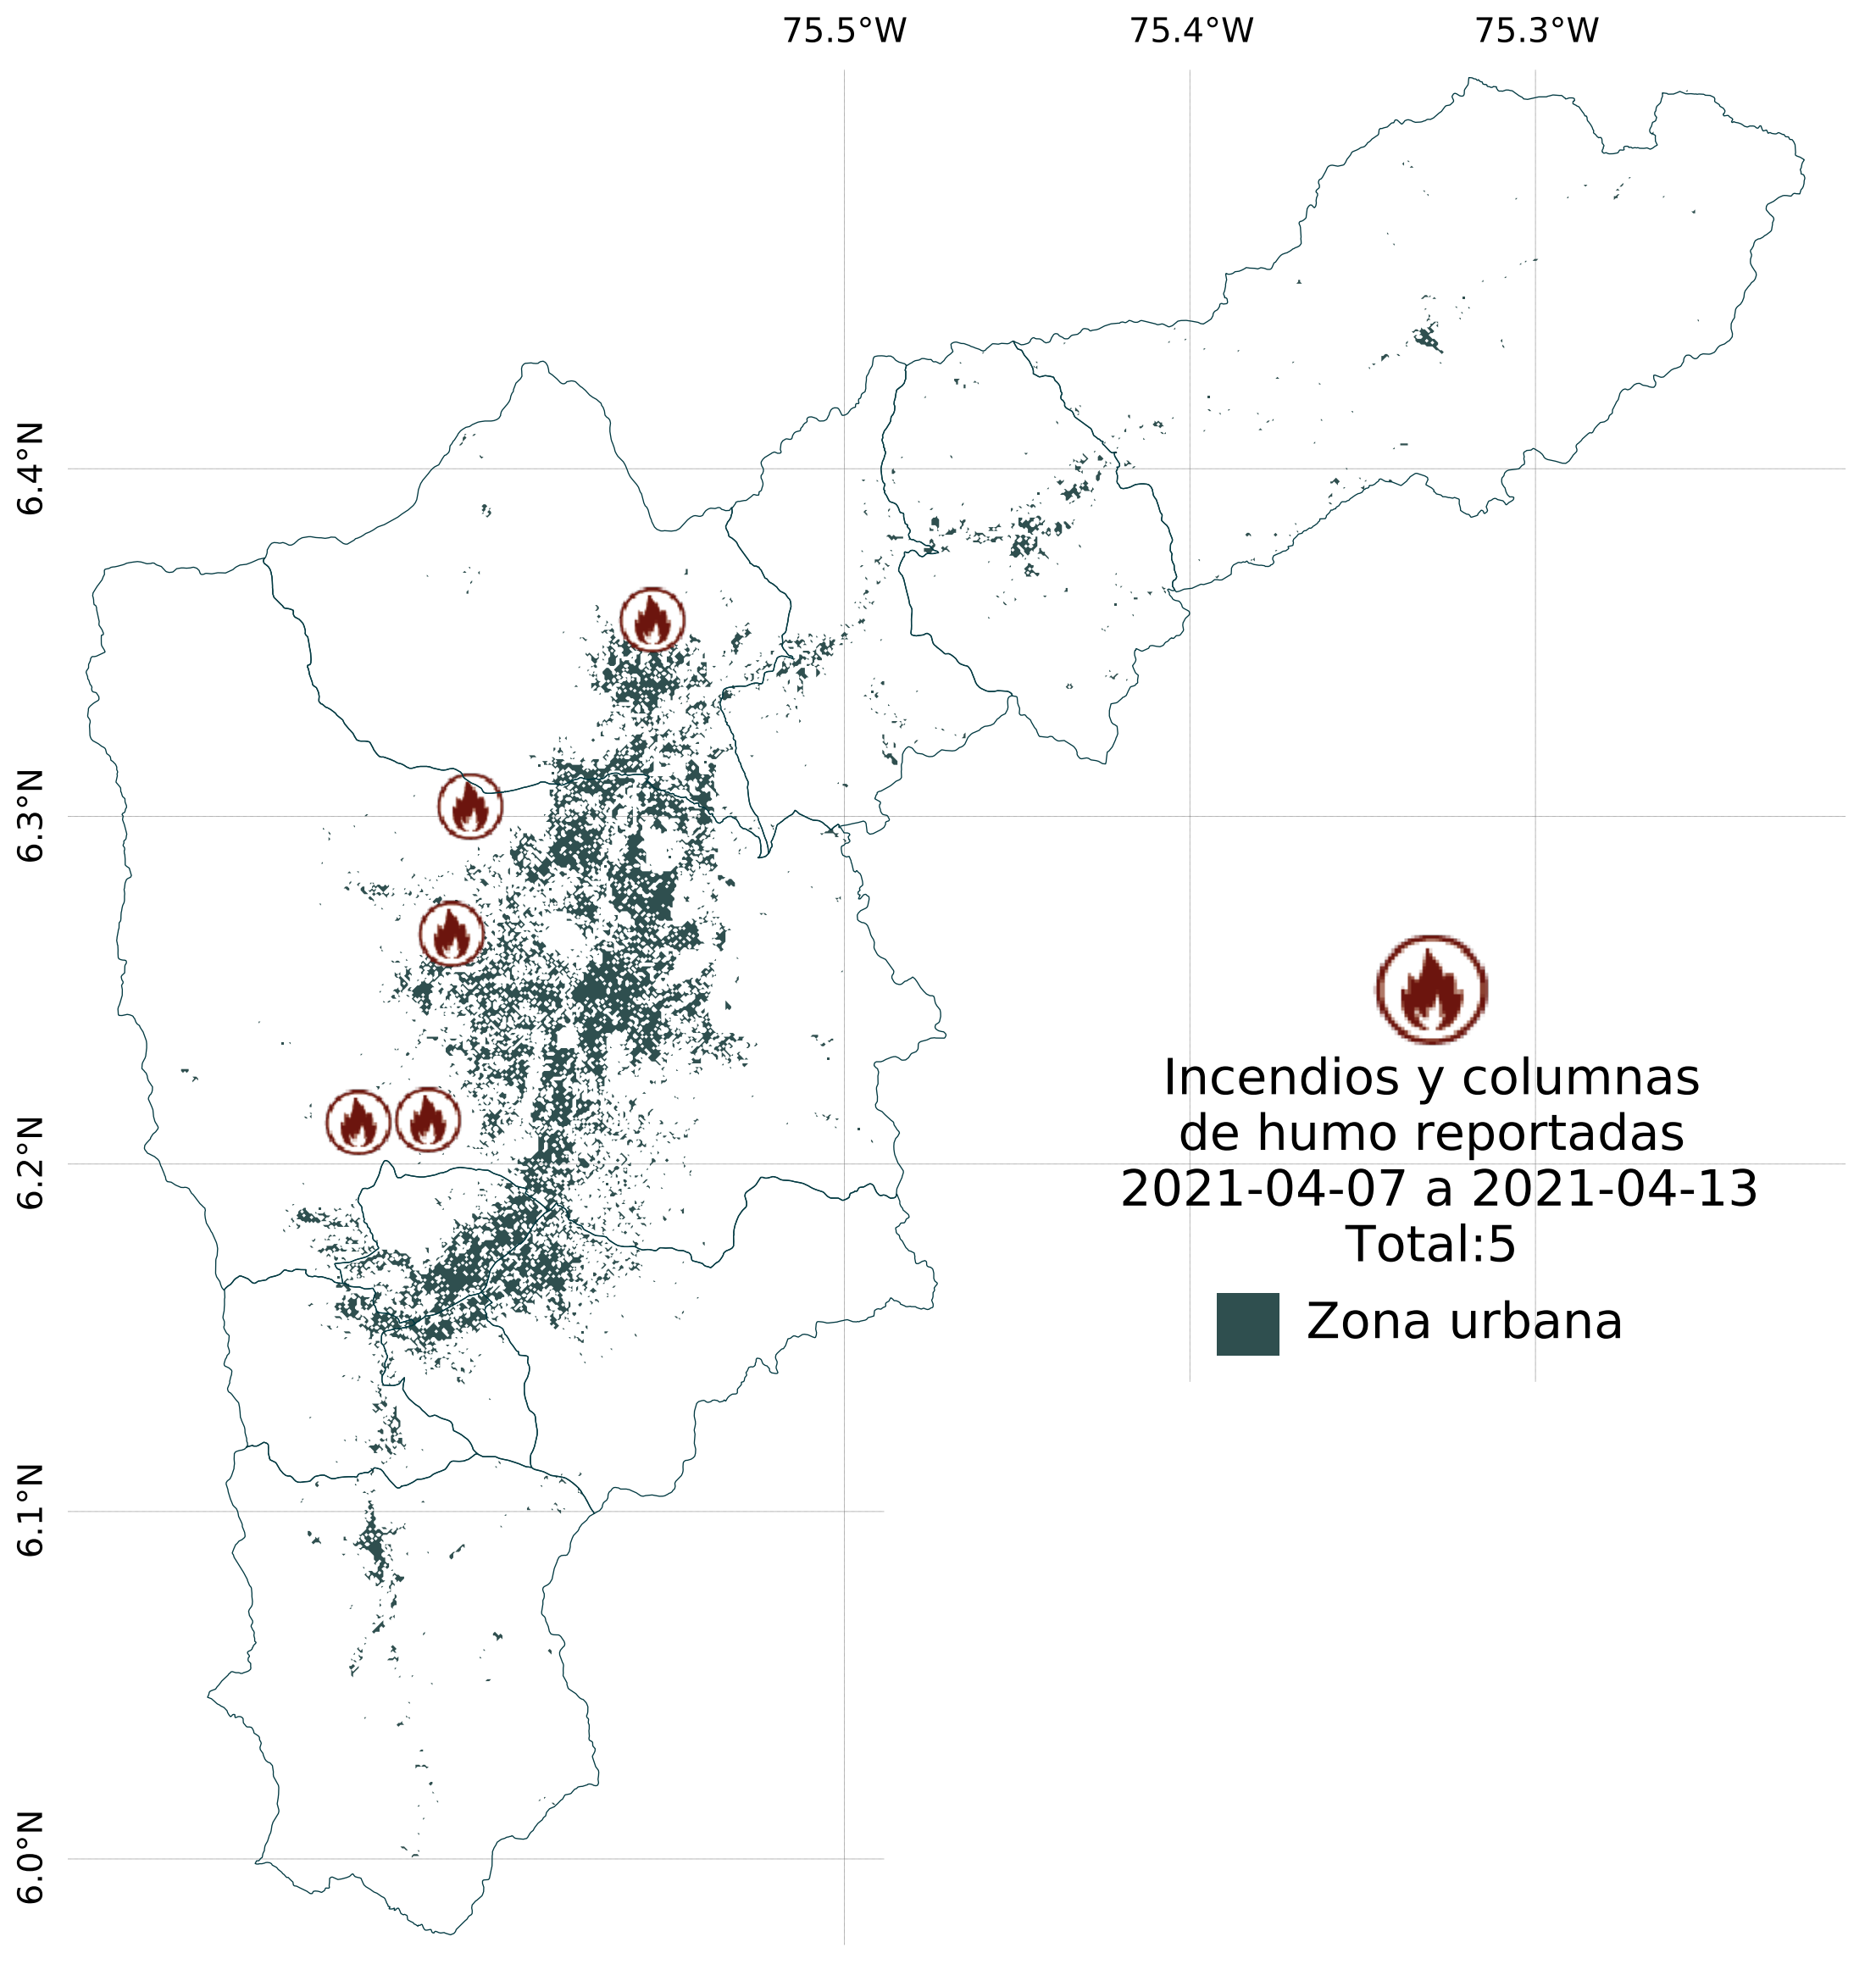 75.5°W
75.4°W
75.3°W
6.4°N
6.3°N
6.2°N
6.1°N
6.0°N
Incendios y columnas
de humo reportadas
2021-04-07 a 2021-04-13
Total:5
Zona urbana